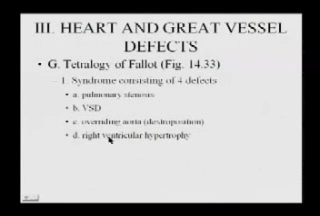 III. HEART AND GREAT VESSEL
DEFECTS
• G. Tetralogy of Fallot (Fig. 14.33)
– 1. Syndrome consisting of 4 defects
• a. pulmonary stenosis
• b. VSD
• c. overriding aorta (dextroposition)
• d. right ventricular hypertrophy